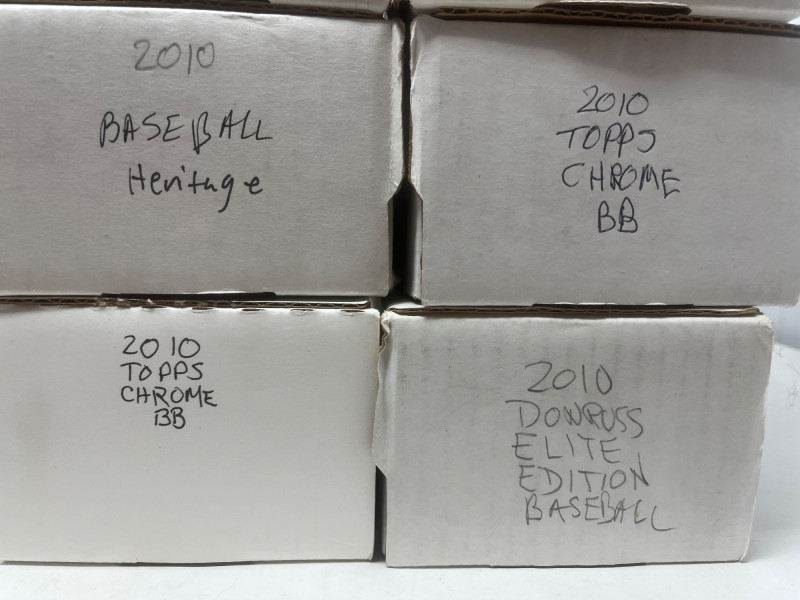 2010
BASEBALL
Heritage
2010
TOPPS
CHROME
BB
2010
TOPPS
CHROME
BB
2010
DONRUSS
ELITE
EDITION
BASEBALL